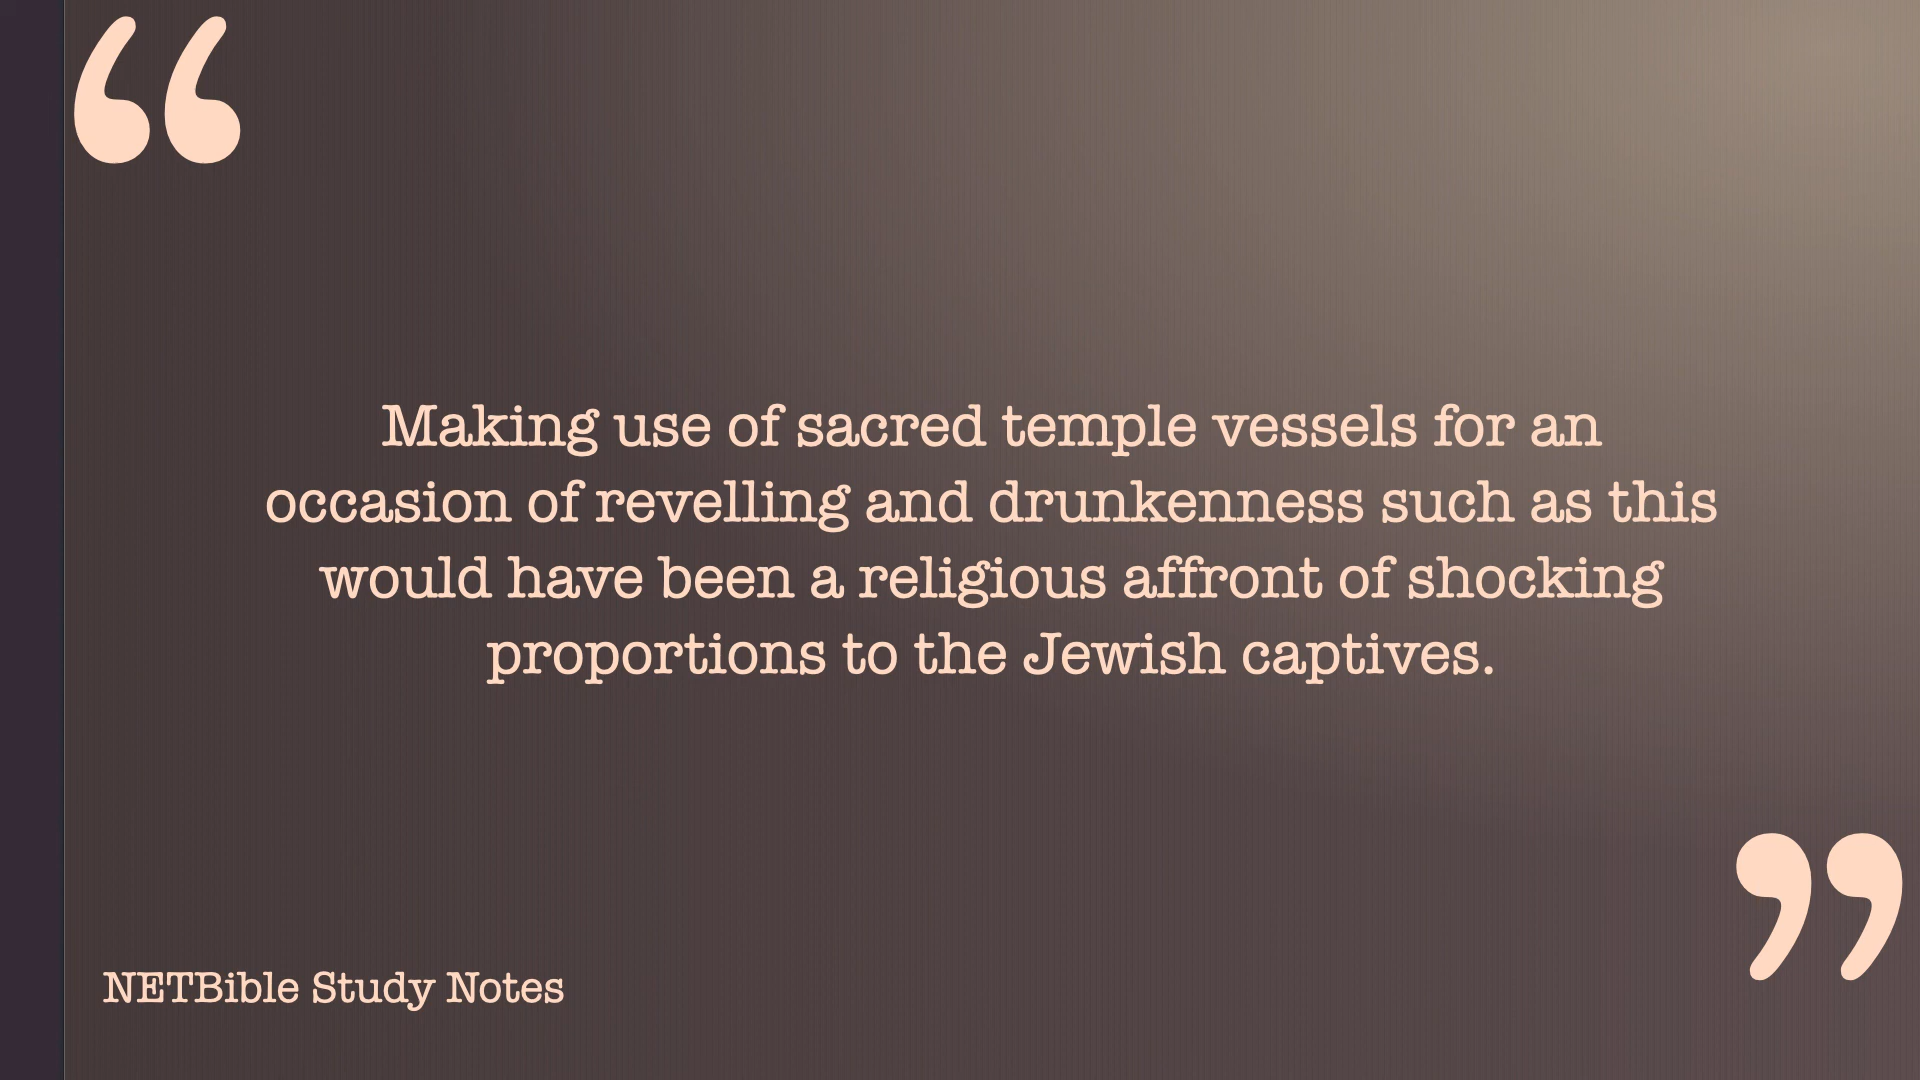 “
Making use of sacred temple vessels for an
occasion of revelling and drunkenness such as this
would have been a religious affront of shocking
proportions to the Jewish captives.
”
NETBible Study Notes